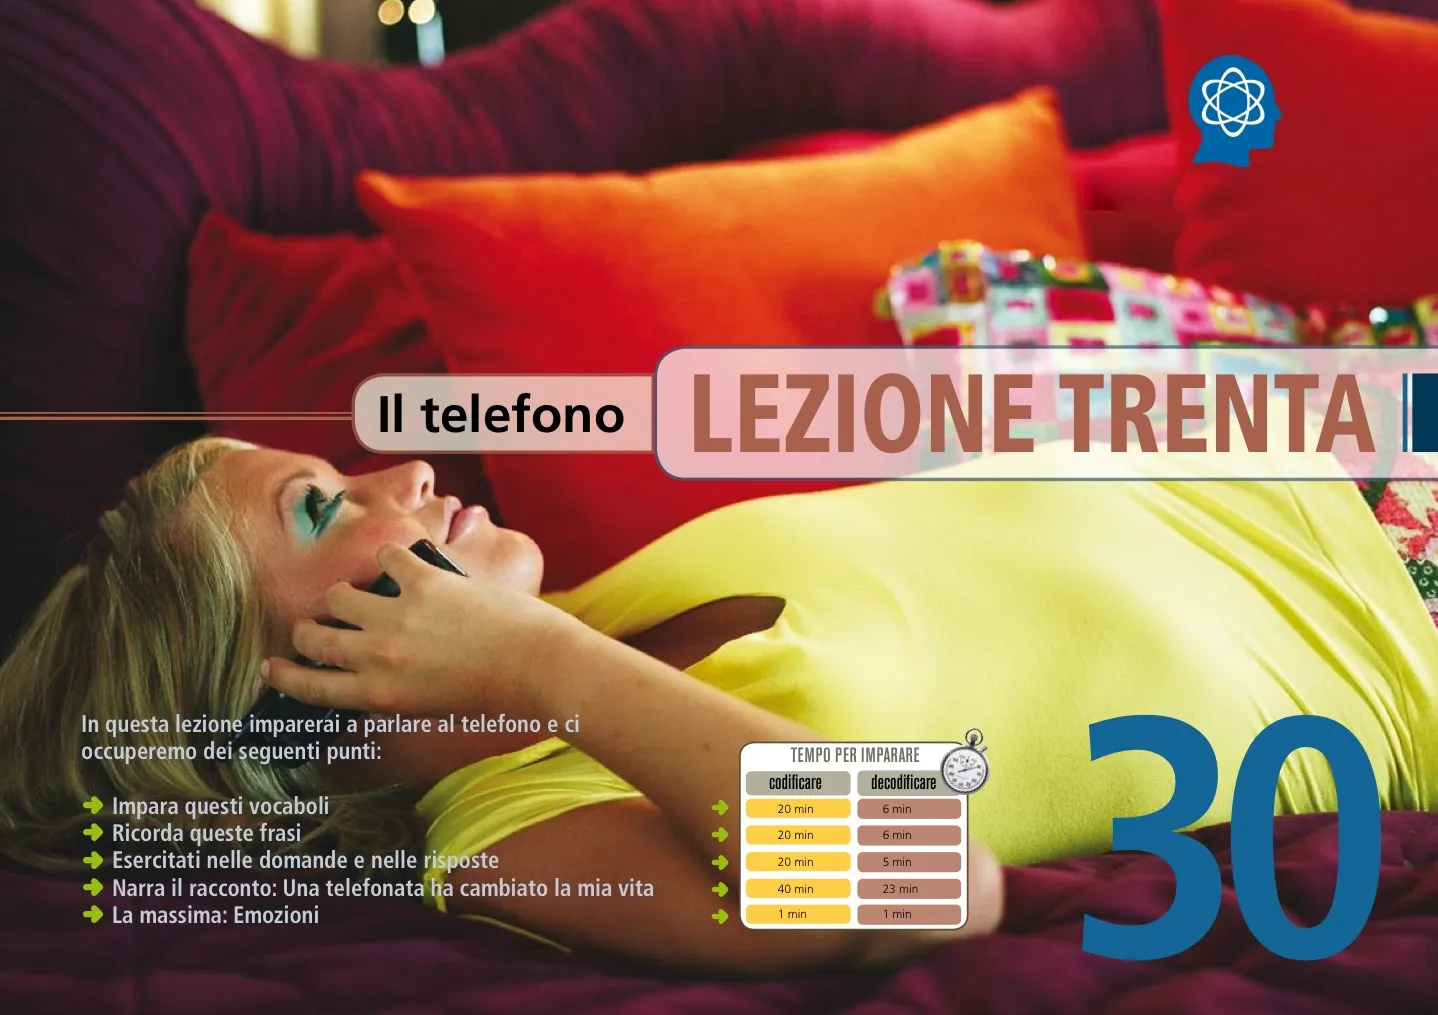 Il telefono
LEZIONE TRENTA
In questa lezione imparerai a parlare al telefono e ci
occuperemo dei seguenti punti:
Impara questi vocaboli
Ricorda queste frasi
Esercitati nelle domande e nelle risposte
Narra il racconto: Una telefonata ha cambiato la mia vita
La massima: Emozioni
TEMPO PER IMPARARE
codificare decodificare
20 min 6 min
20 min 6 min
20 min 5 min
40 min 23 min
1 min 1 min
30